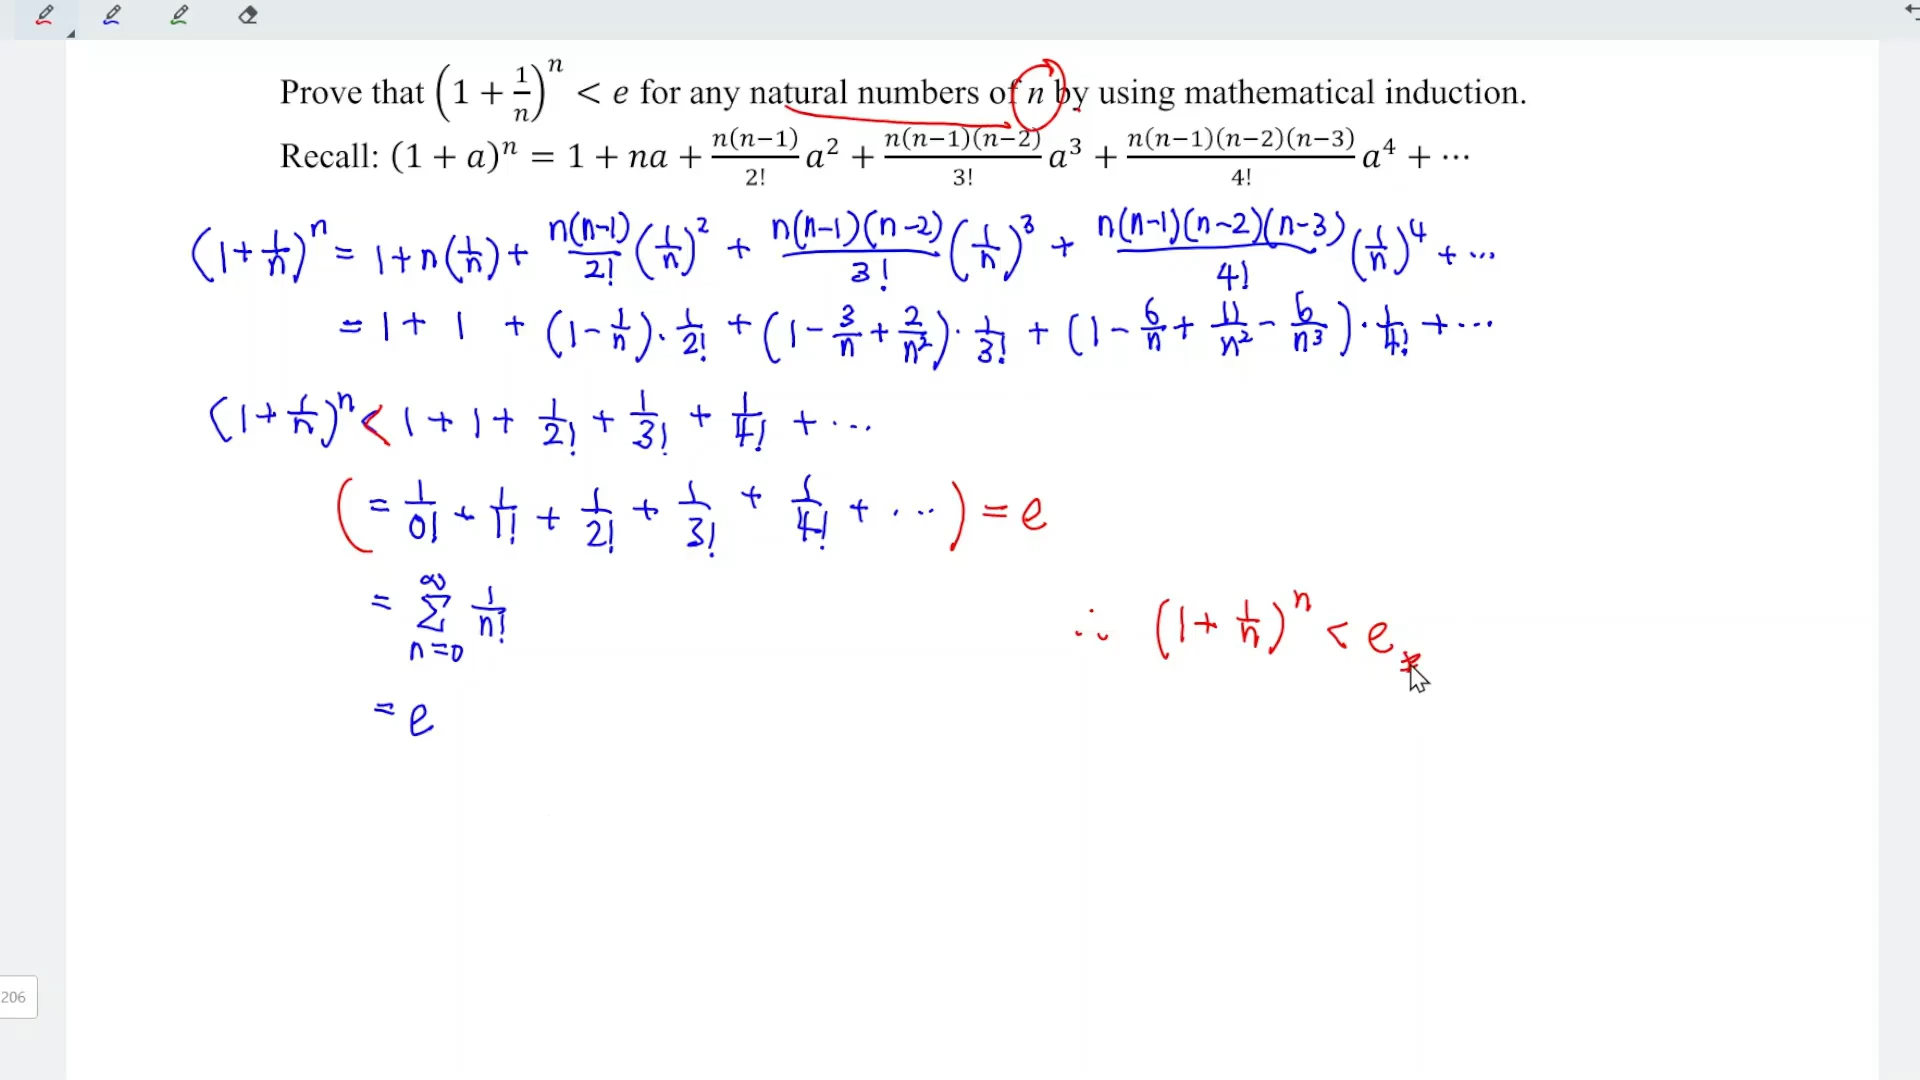 Prove that (1 + 1/n)^n < e for any natural numbers of n by using mathematical induction.
Recall: (1 + a)^n = 1 + na + n(n−1)/2! a^2 + n(n−1)(n−2)/3! a^3 + n(n−1)(n−2)(n−3)/4! a^4 + ⋯
(1+1/n)^n = 1+n(1/n) + n(n-1)/2! (1/n)^2 + n(n-1)(n-2)/3! (1/n)^3 + n(n-1)(n-2)(n-3)/4! (1/n)^4 + ...
= 1 + 1 + (1 - 1/n) · 1/2! + (1 - 3/n + 2/n^2) · 1/3! + (1 - 6/n + 11/n^2 - 6/n^3) · 1/4! + ...
(1+1/n)^n < 1 + 1 + 1/2! + 1/3! + 1/4! + ...
( = 1/0! + 1/1! + 1/2! + 1/3! + 1/4! + ... ) = e
= ∞ Σ n=0 1/n!
∴ (1 + 1/n)^n < e
= e
206